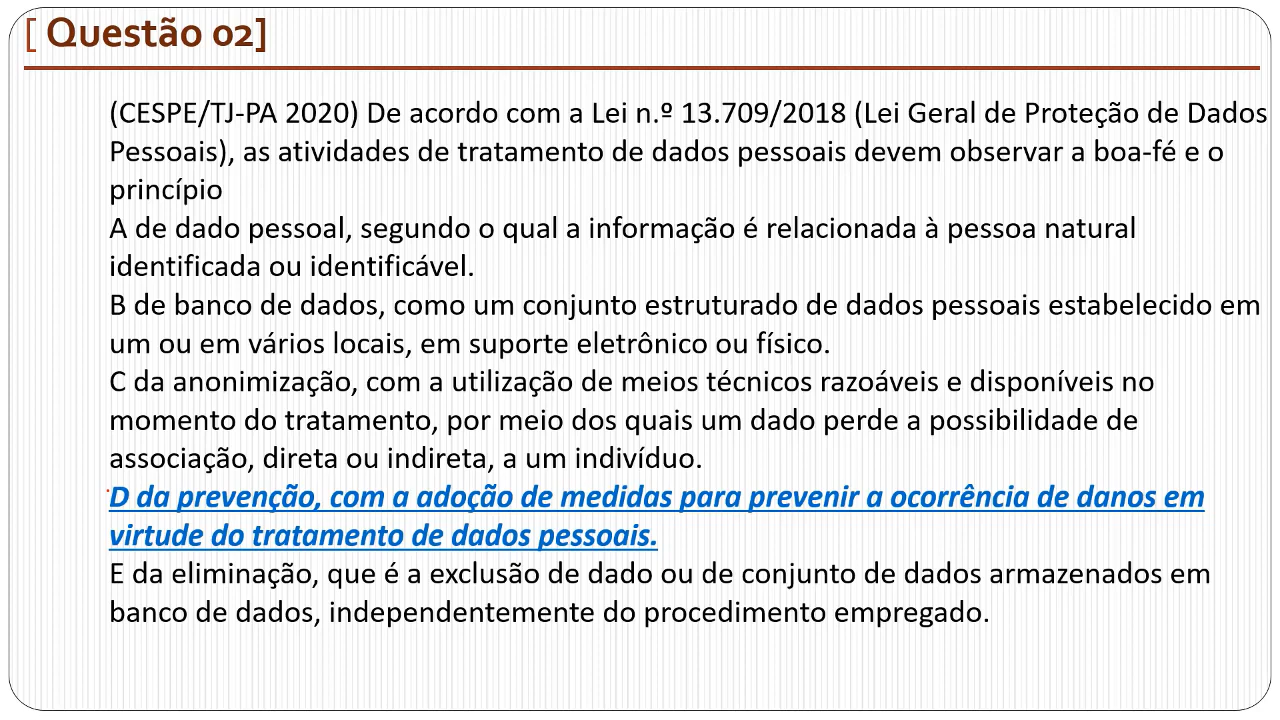 [ Questão 02]
(CESPE/TJ-PA 2020) De acordo com a Lei n.º 13.709/2018 (Lei Geral de Proteção de Dados
Pessoais), as atividades de tratamento de dados pessoais devem observar a boa-fé e o
princípio
A de dado pessoal, segundo o qual a informação é relacionada à pessoa natural
identificada ou identificável.
B de banco de dados, como um conjunto estruturado de dados pessoais estabelecido em
um ou em vários locais, em suporte eletrônico ou físico.
C da anonimização, com a utilização de meios técnicos razoáveis e disponíveis no
momento do tratamento, por meio dos quais um dado perde a possibilidade de
associação, direta ou indireta, a um indivíduo.
D da prevenção, com a adoção de medidas para prevenir a ocorrência de danos em
virtude do tratamento de dados pessoais.
E da eliminação, que é a exclusão de dado ou de conjunto de dados armazenados em
banco de dados, independentemente do procedimento empregado.